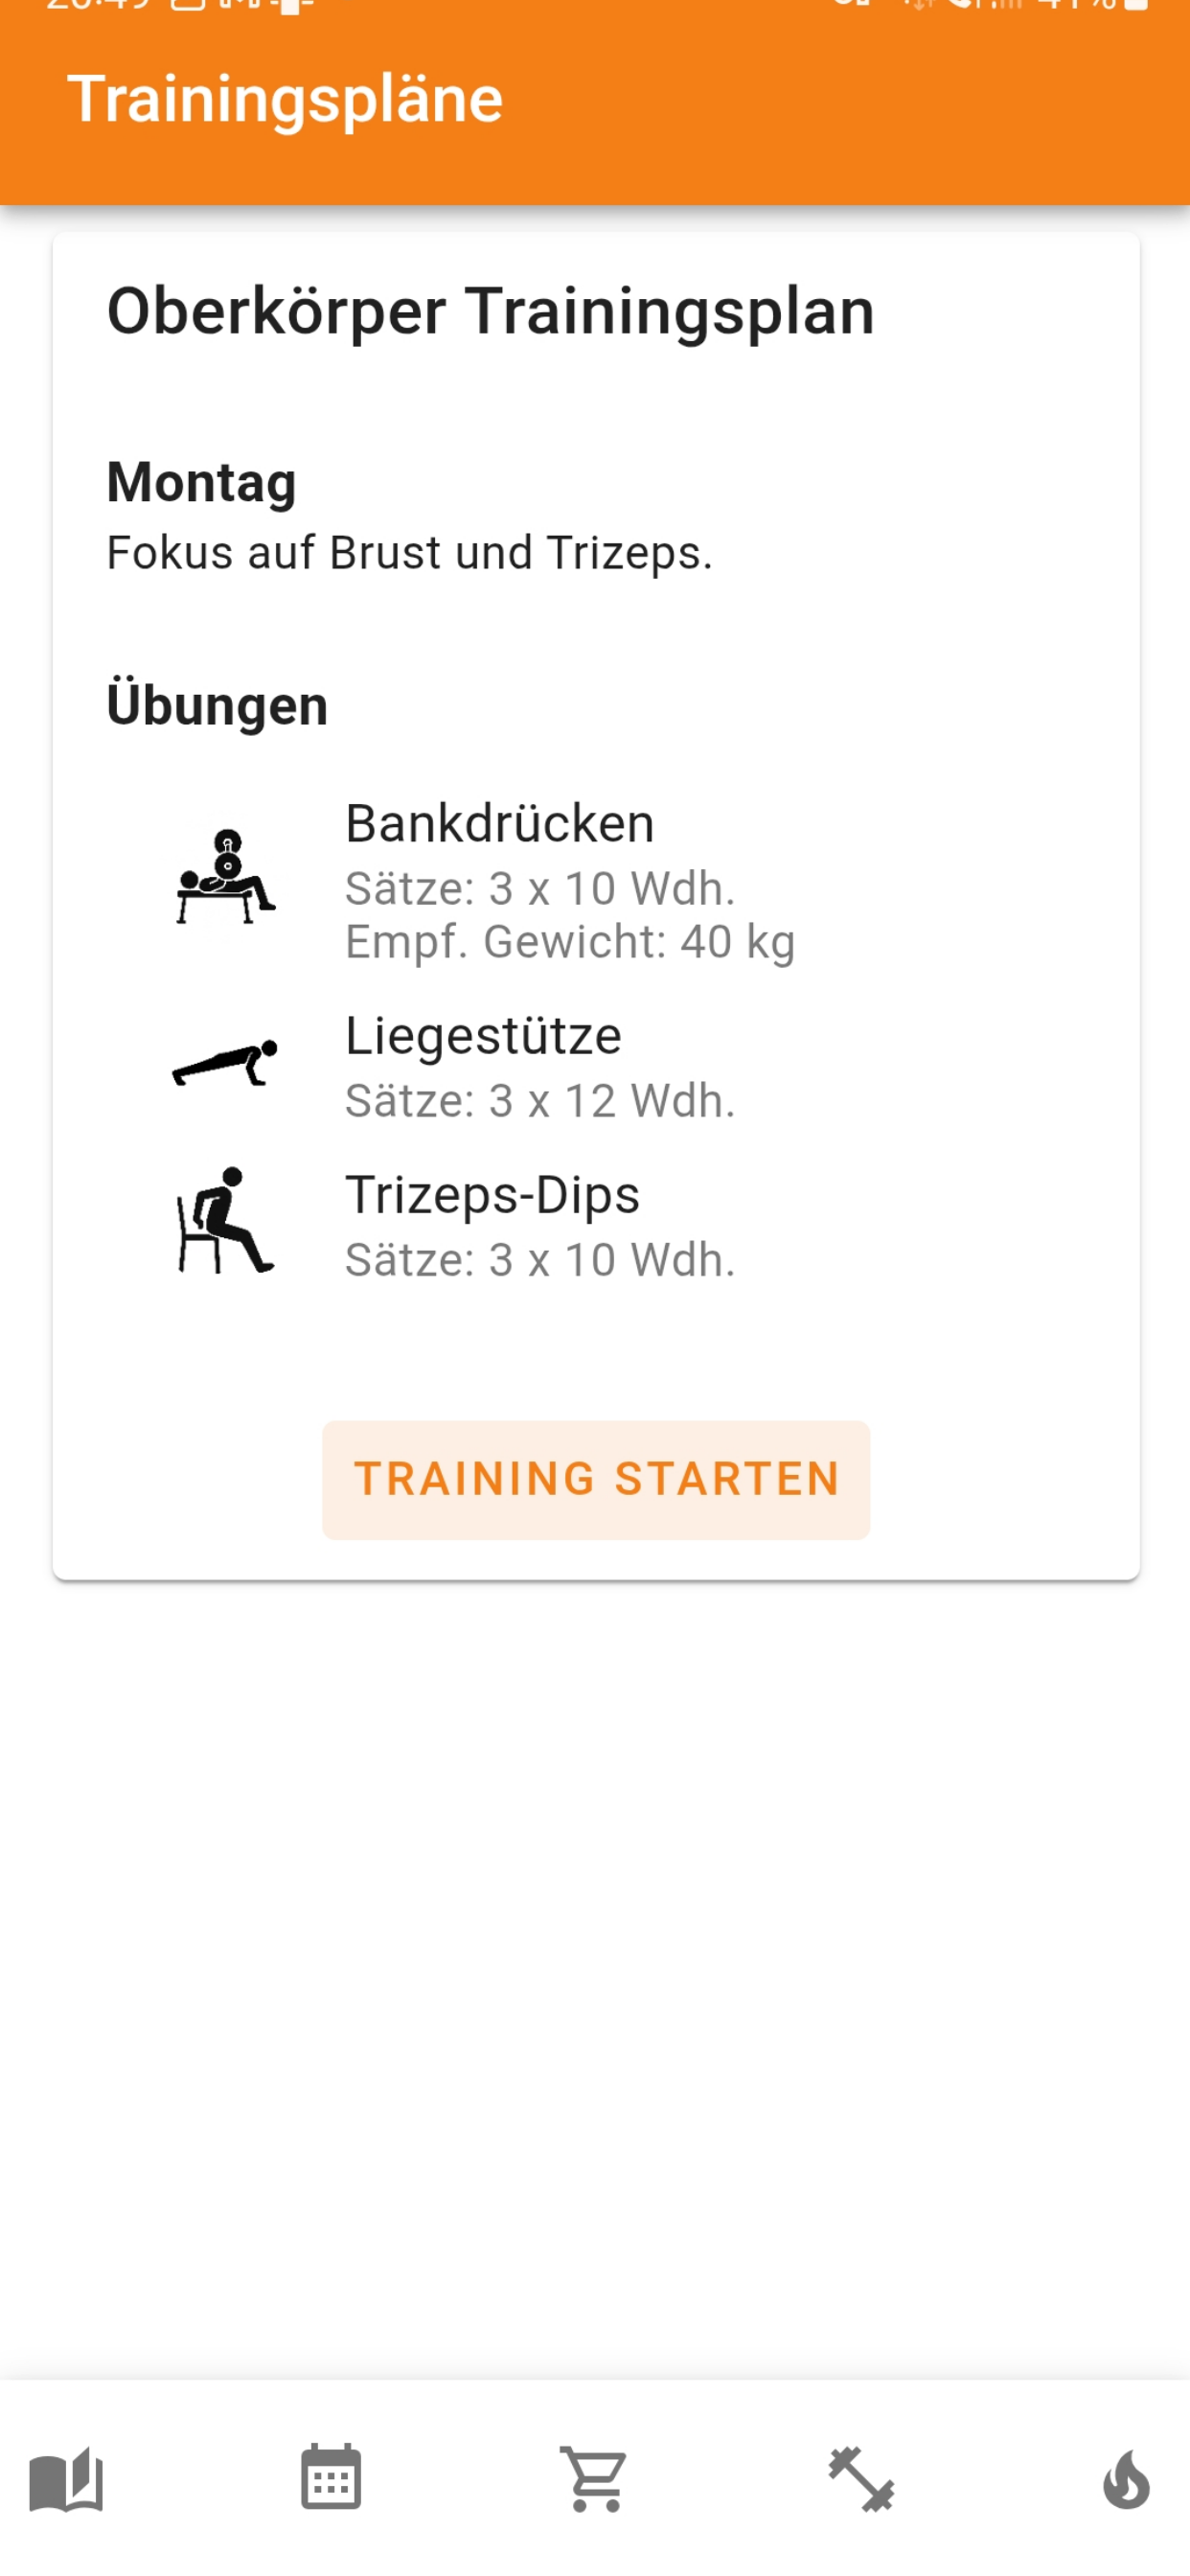 Trainingspläne
Oberkörper Trainingsplan
Montag
Fokus auf Brust und Trizeps.
Übungen
Bankdrücken
Sätze: 3 x 10 Wdh.
Empf. Gewicht: 40 kg
Liegestütze
Sätze: 3 x 12 Wdh.
Trizeps-Dips
Sätze: 3 x 10 Wdh.
TRAINING STARTEN